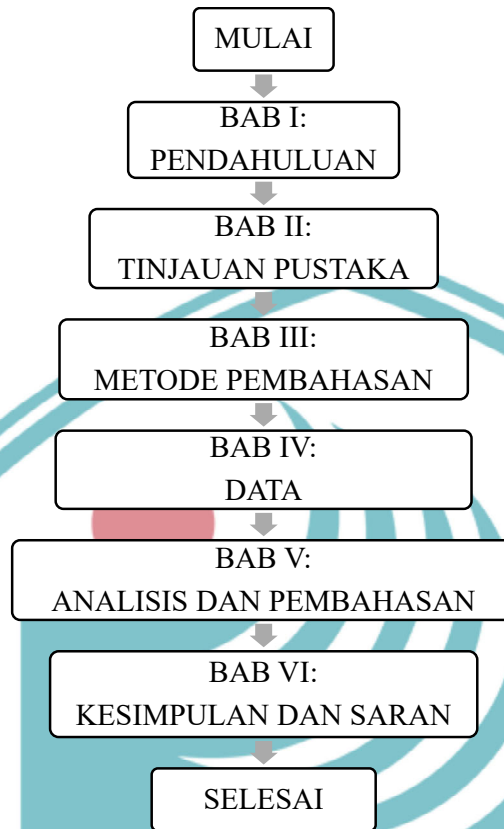 MULAI
BAB I:
PENDAHULUAN
BAB II:
TINJAUAN PUSTAKA
BAB III:
METODE PEMBAHASAN
BAB IV:
DATA
BAB V:
ANALISIS DAN PEMBAHASAN
BAB VI:
KESIMPULAN DAN SARAN
SELESAI